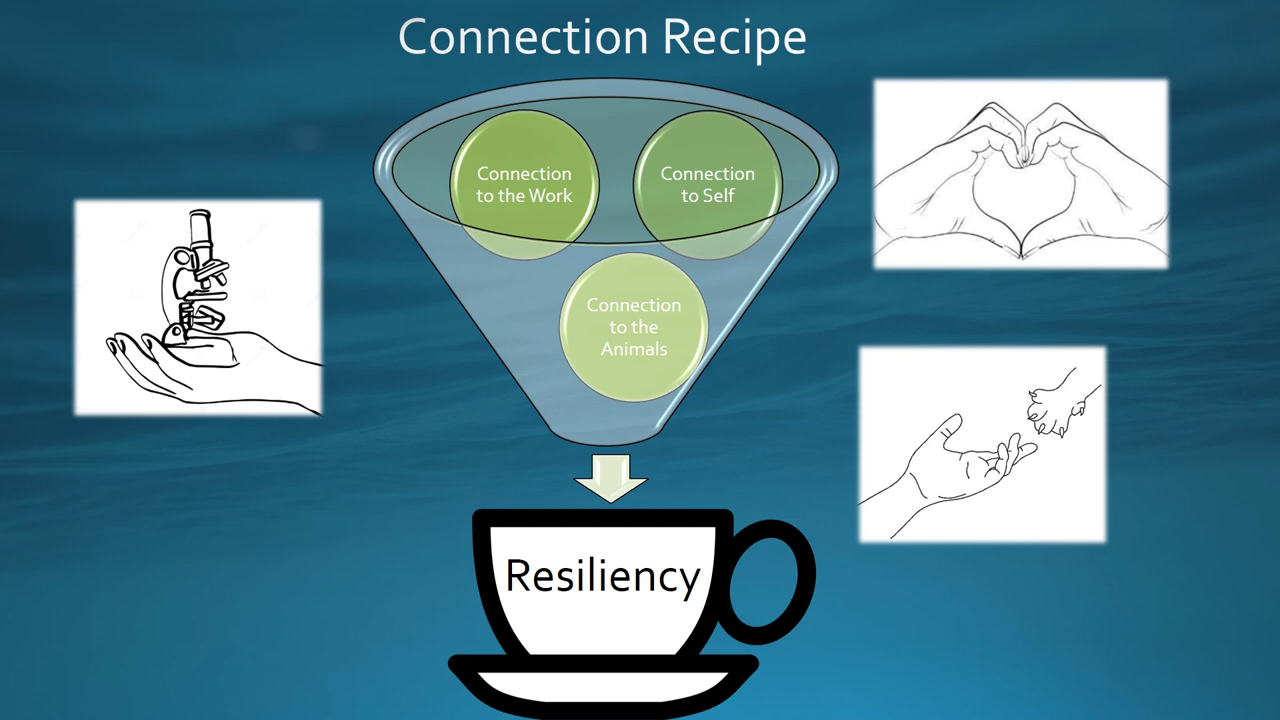 Connection Recipe
Connection
to the Work
Connection
to Self
Connection
to the
Animals
Resiliency